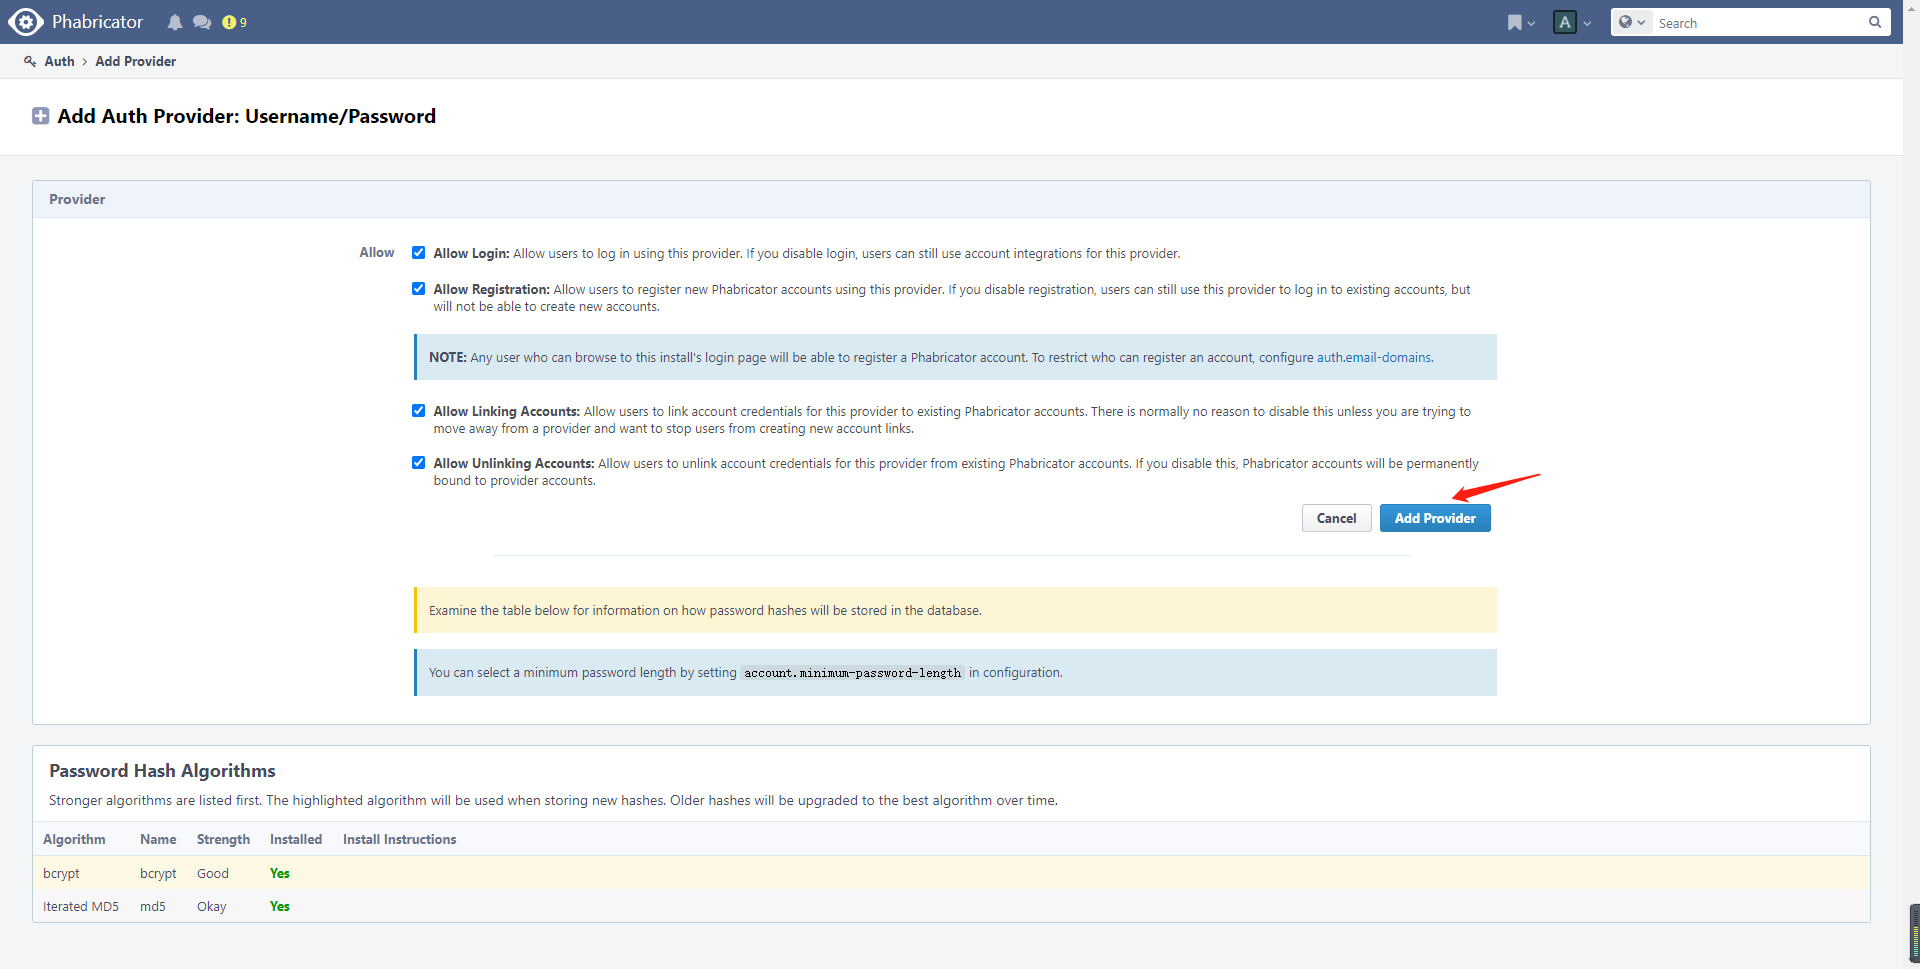 Phabricator
9
A
Search
Auth › Add Provider
Add Auth Provider: Username/Password
Provider
Allow
Allow Login: Allow users to log in using this provider. If you disable login, users can still use account integrations for this provider.
Allow Registration: Allow users to register new Phabricator accounts using this provider. If you disable registration, users can still use this provider to log in to existing accounts, but
will not be able to create new accounts.
NOTE: Any user who can browse to this install's login page will be able to register a Phabricator account. To restrict who can register an account, configure auth.email-domains.
Allow Linking Accounts: Allow users to link account credentials for this provider to existing Phabricator accounts. There is normally no reason to disable this unless you are trying to
move away from a provider and want to stop users from creating new account links.
Allow Unlinking Accounts: Allow users to unlink account credentials for this provider from existing Phabricator accounts. If you disable this, Phabricator accounts will be permanently
bound to provider accounts.
Cancel
Add Provider
Examine the table below for information on how password hashes will be stored in the database.
You can select a minimum password length by setting account.minimum-password-length in configuration.
Password Hash Algorithms
Stronger algorithms are listed first. The highlighted algorithm will be used when storing new hashes. Older hashes will be upgraded to the best algorithm over time.
Algorithm Name Strength Installed Install Instructions
bcrypt bcrypt Good Yes
Iterated MD5 md5 Okay Yes